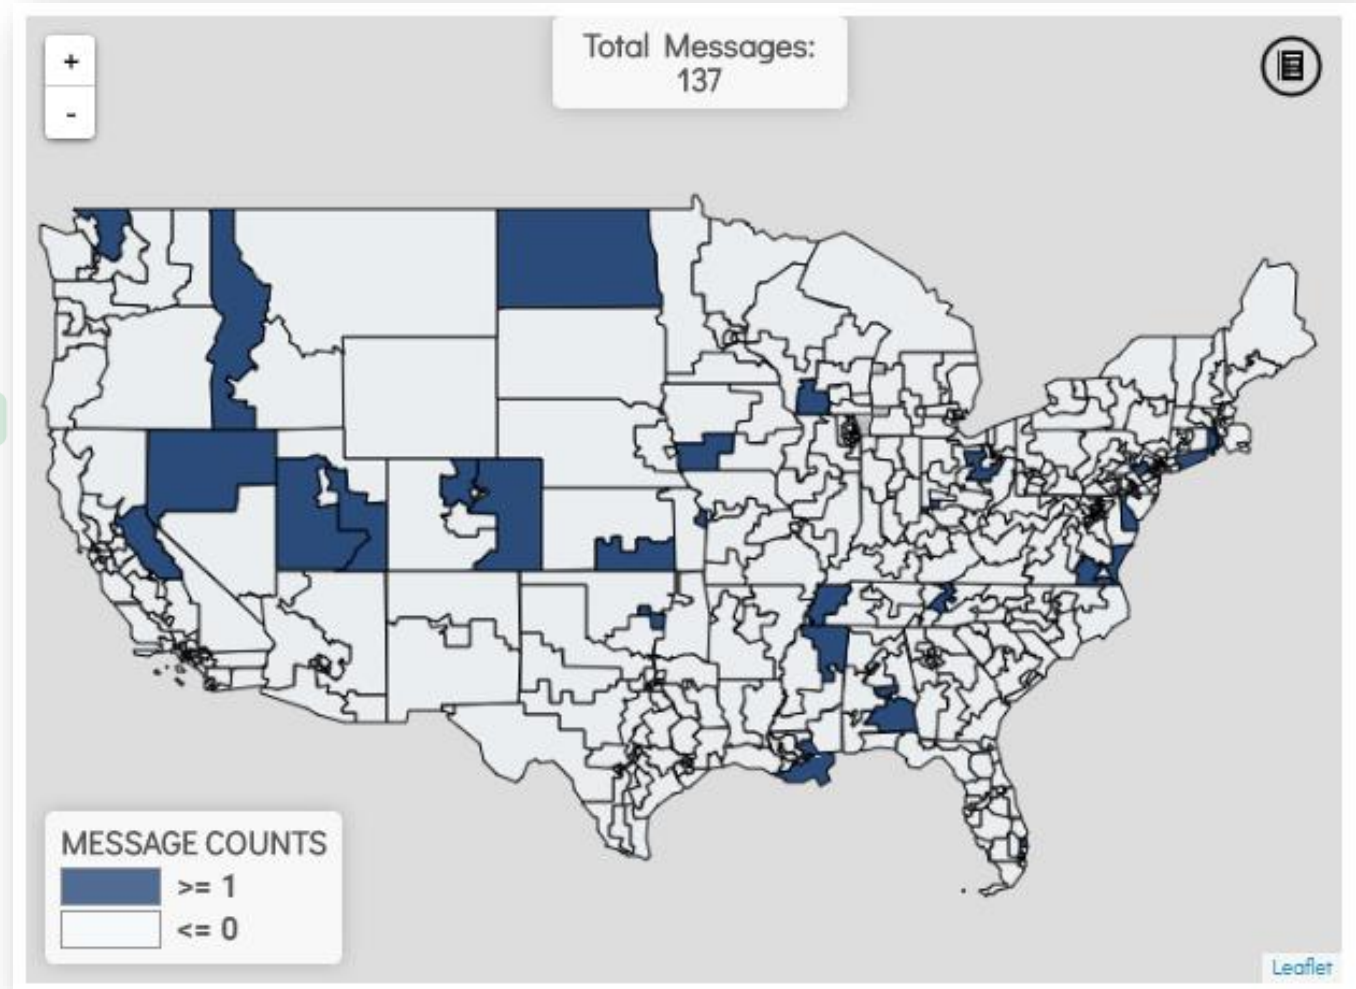 +
-
Total Messages:
137
MESSAGE COUNTS
>= 1
<= 0
Leaflet